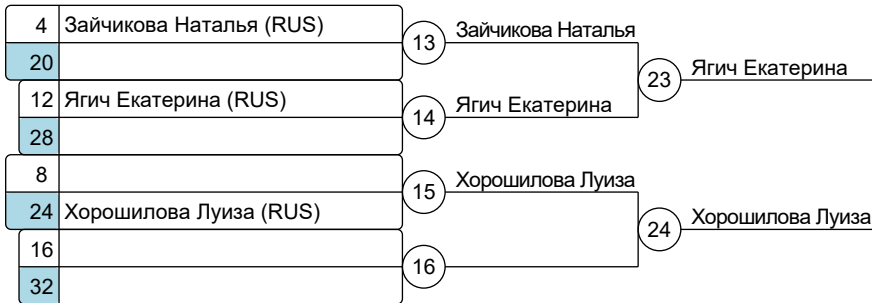 4 Зайчикова Наталья (RUS)
13 Зайчикова Наталья
20
23 Ягич Екатерина
12 Ягич Екатерина (RUS)
14 Ягич Екатерина
28
8
15 Хорошилова Луиза
24 Хорошилова Луиза (RUS)
24 Хорошилова Луиза
16
16
32